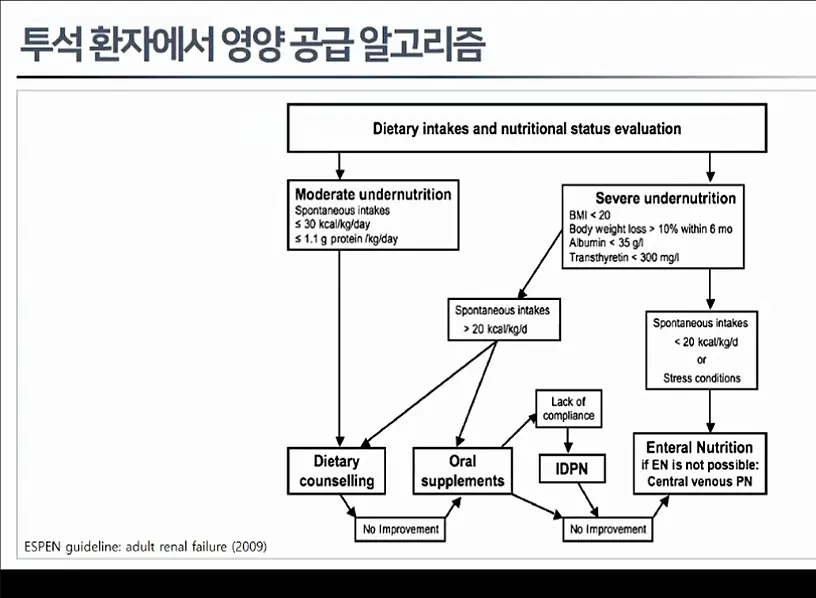 투석 환자에서 영양 공급 알고리즘
Dietary intakes and nutritional status evaluation
Moderate undernutrition
Spontaneous intakes
≤ 30 kcal/kg/day
≤ 1.1 g protein /kg/day
Severe undernutrition
BMI < 20
Body weight loss > 10% within 6 mo
Albumin < 35 g/l
Transthyretin < 300 mg/l
Spontaneous intakes
> 20 kcal/kg/d
Spontaneous intakes
< 20 kcal/kg/d
or
Stress conditions
Lack of
compliance
Dietary
counselling
Oral
supplements
IDPN
Enteral Nutrition
if EN is not possible:
Central venous PN
No Improvement
No Improvement
ESPEN guideline: adult renal failure (2009)